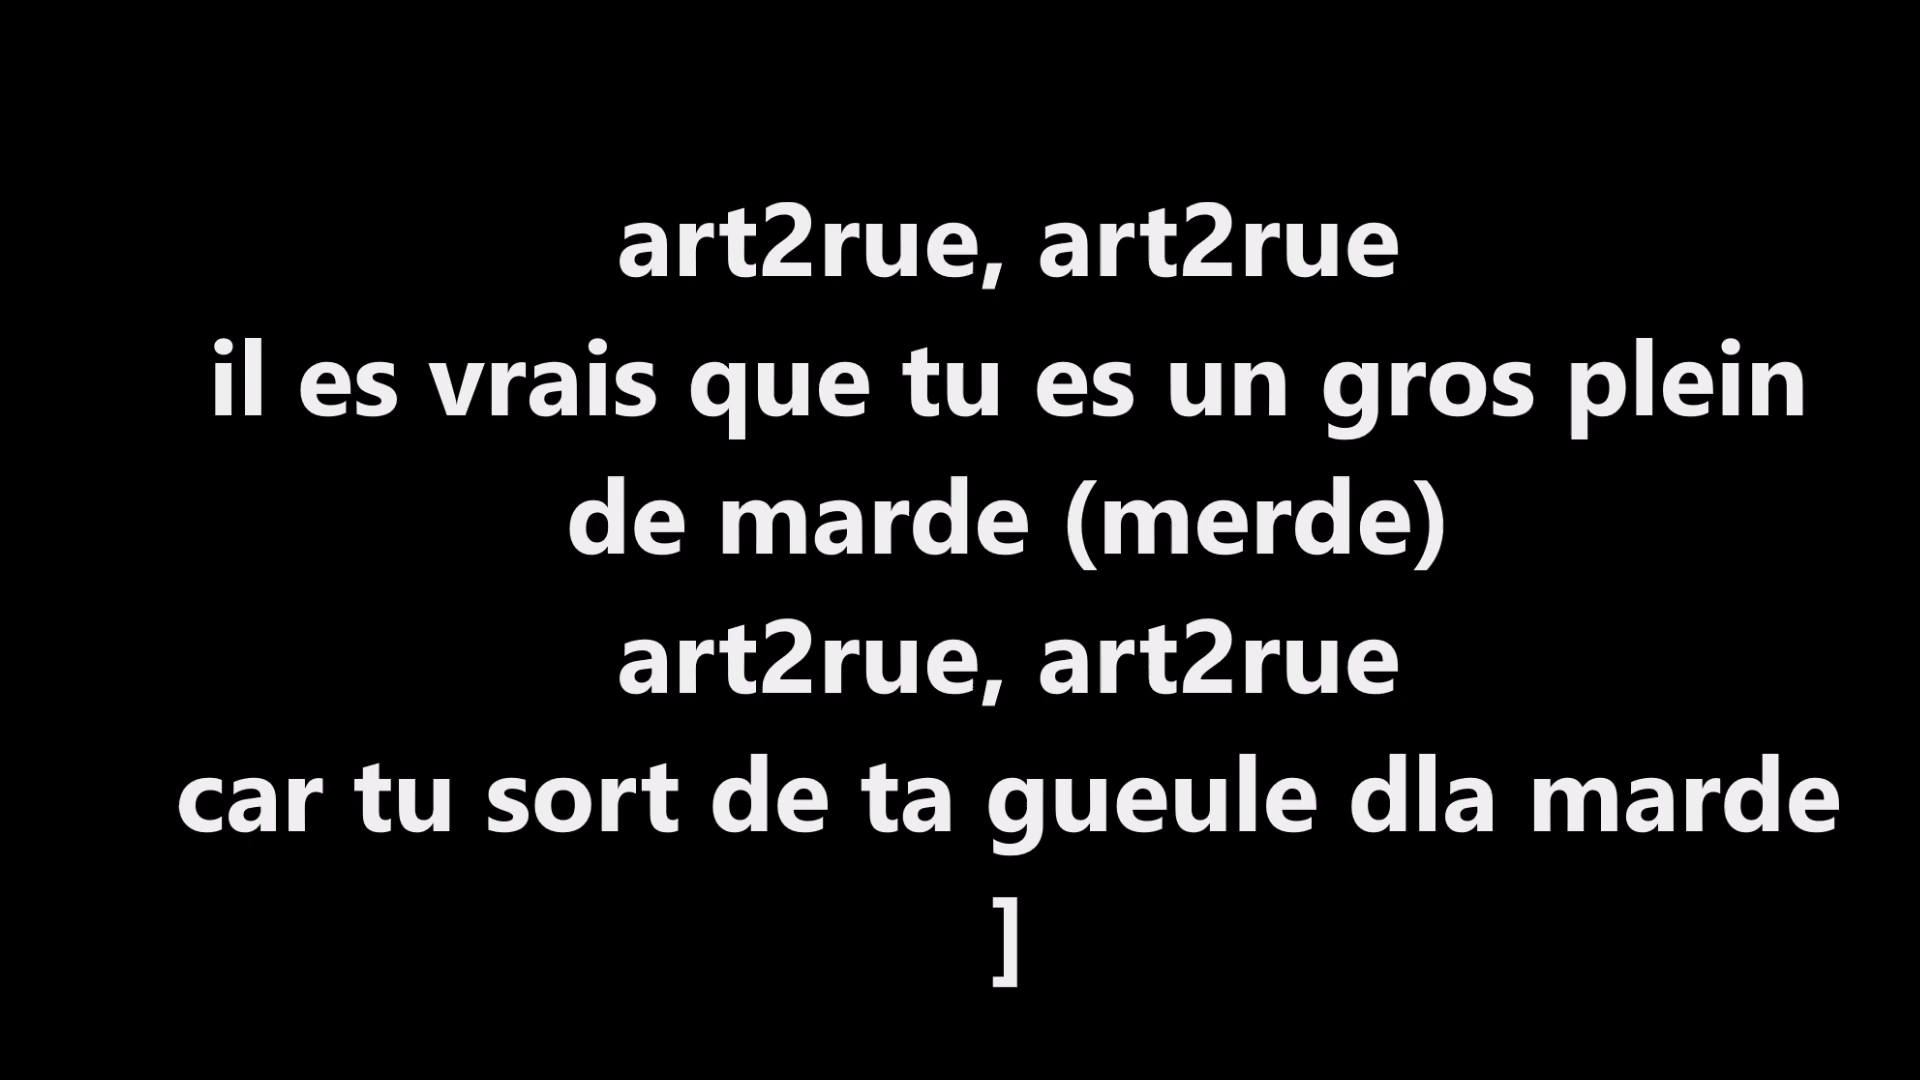 art2rue, art2rue
il es vrais que tu es un gros plein
de marde (merde)
art2rue, art2rue
car tu sort de ta gueule dla marde
]